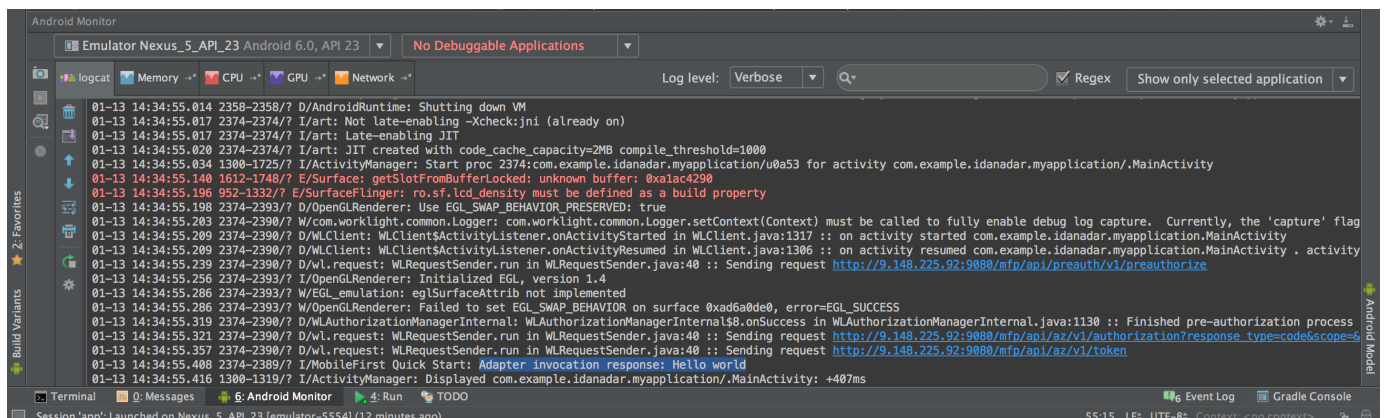 Android Monitor
Emulator Nexus_5_API_23 Android 6.0, API 23
No Debuggable Applications
logcat
Memory
CPU
GPU
Network
Log level:
Verbose
Regex
Show only selected application
01-13 14:34:55.014 2358-2358/? D/AndroidRuntime: Shutting down VM
01-13 14:34:55.017 2374-2374/? I/art: Not late-enabling -Xcheck:jni (already on)
01-13 14:34:55.017 2374-2374/? I/art: Late-enabling JIT
01-13 14:34:55.020 2374-2374/? I/art: JIT created with code_cache_capacity=2MB compile_threshold=1000
01-13 14:34:55.034 1300-1725/? I/ActivityManager: Start proc 2374:com.example.idanadar.myapplication/u0a53 for activity com.example.idanadar.myapplication/.MainActivity
01-13 14:34:55.140 1612-1748/? E/Surface: getSlotFromBufferLocked: unknown buffer: 0xa1ac4290
01-13 14:34:55.196 952-1332/? E/SurfaceFlinger: ro.sf.lcd_density must be defined as a build property
01-13 14:34:55.198 2374-2393/? D/OpenGLRenderer: Use EGL_SWAP_BEHAVIOR_PRESERVED: true
01-13 14:34:55.203 2374-2390/? W/com.worklight.common.Logger: com.worklight.common.Logger.setContext(Context) must be called to fully enable debug log capture.  Currently, the 'capture' flag
01-13 14:34:55.209 2374-2390/? D/WLClient: WLClient$ActivityListener.onActivityStarted in WLClient.java:1317 :: on activity started com.example.idanadar.myapplication.MainActivity
01-13 14:34:55.209 2374-2390/? D/WLClient: WLClient$ActivityListener.onActivityResumed in WLClient.java:1306 :: on activity resumed com.example.idanadar.myapplication.MainActivity . activity
01-13 14:34:55.239 2374-2390/? D/wl.request: WLRequestSender.run in WLRequestSender.java:40 :: Sending request http://9.148.225.92:9080/mfp/api/preauth/v1/preauthorize
01-13 14:34:55.256 2374-2393/? I/OpenGLRenderer: Initialized EGL, version 1.4
01-13 14:34:55.286 2374-2393/? W/EGL_emulation: eglSurfaceAttrib not implemented
01-13 14:34:55.286 2374-2393/? W/OpenGLRenderer: Failed to set EGL_SWAP_BEHAVIOR on surface 0xad6a0de0, error=EGL_SUCCESS
01-13 14:34:55.319 2374-2390/? D/WLAuthorizationManagerInternal: WLAuthorizationManagerInternal$8.onSuccess in WLAuthorizationManagerInternal.java:1130 :: Finished pre-authorization process
01-13 14:34:55.321 2374-2390/? D/wl.request: WLRequestSender.run in WLRequestSender.java:40 :: Sending request http://9.148.225.92:9080/mfp/api/az/v1/authorization?response_type=code&scope=&
01-13 14:34:55.357 2374-2390/? D/wl.request: WLRequestSender.run in WLRequestSender.java:40 :: Sending request http://9.148.225.92:9080/mfp/api/az/v1/token
01-13 14:34:55.408 2374-2389/? I/MobileFirst Quick Start: Adapter invocation response: Hello world
01-13 14:34:55.416 1300-1319/? I/ActivityManager: Displayed com.example.idanadar.myapplication/.MainActivity: +407ms
2: Favorites
Build Variants
Android Model
Terminal
0: Messages
6: Android Monitor
4: Run
TODO
6 Event Log
Gradle Console
Session 'app': Launched on Nexus_5_API_23 [emulator-5554] (12 minutes ago)
55:15 LF÷ UTF-8÷ Context: <no context>